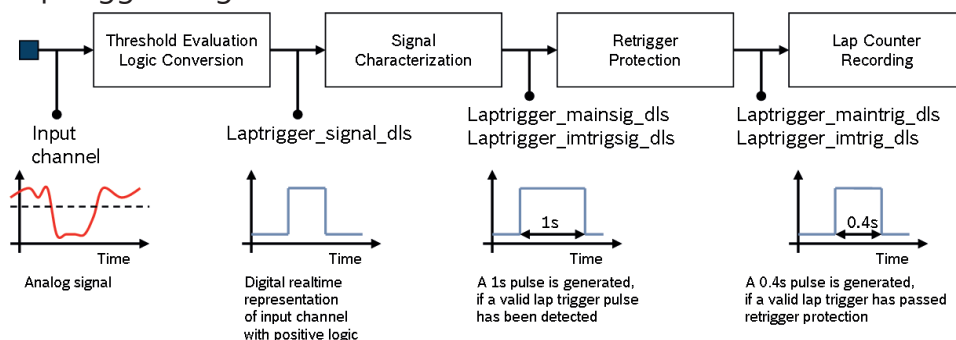 Threshold Evaluation
Logic Conversion
Signal
Characterization
Retrigger
Protection
Lap Counter
Recording
Input
channel
Laptrigger_signal_dls
Laptrigger_mainsig_dls
Laptrigger_imtrigsig_dls
Laptrigger_maintrig_dls
Laptrigger_imtrig_dls
1s
0.4s
Time
Time
Time
Time
Analog signal
Digital realtime
representation
of input channel
with positive logic
A 1s pulse is generated,
if a valid lap trigger pulse
has been detected
A 0.4s pulse is generated,
if a valid lap trigger has passed
retrigger protection